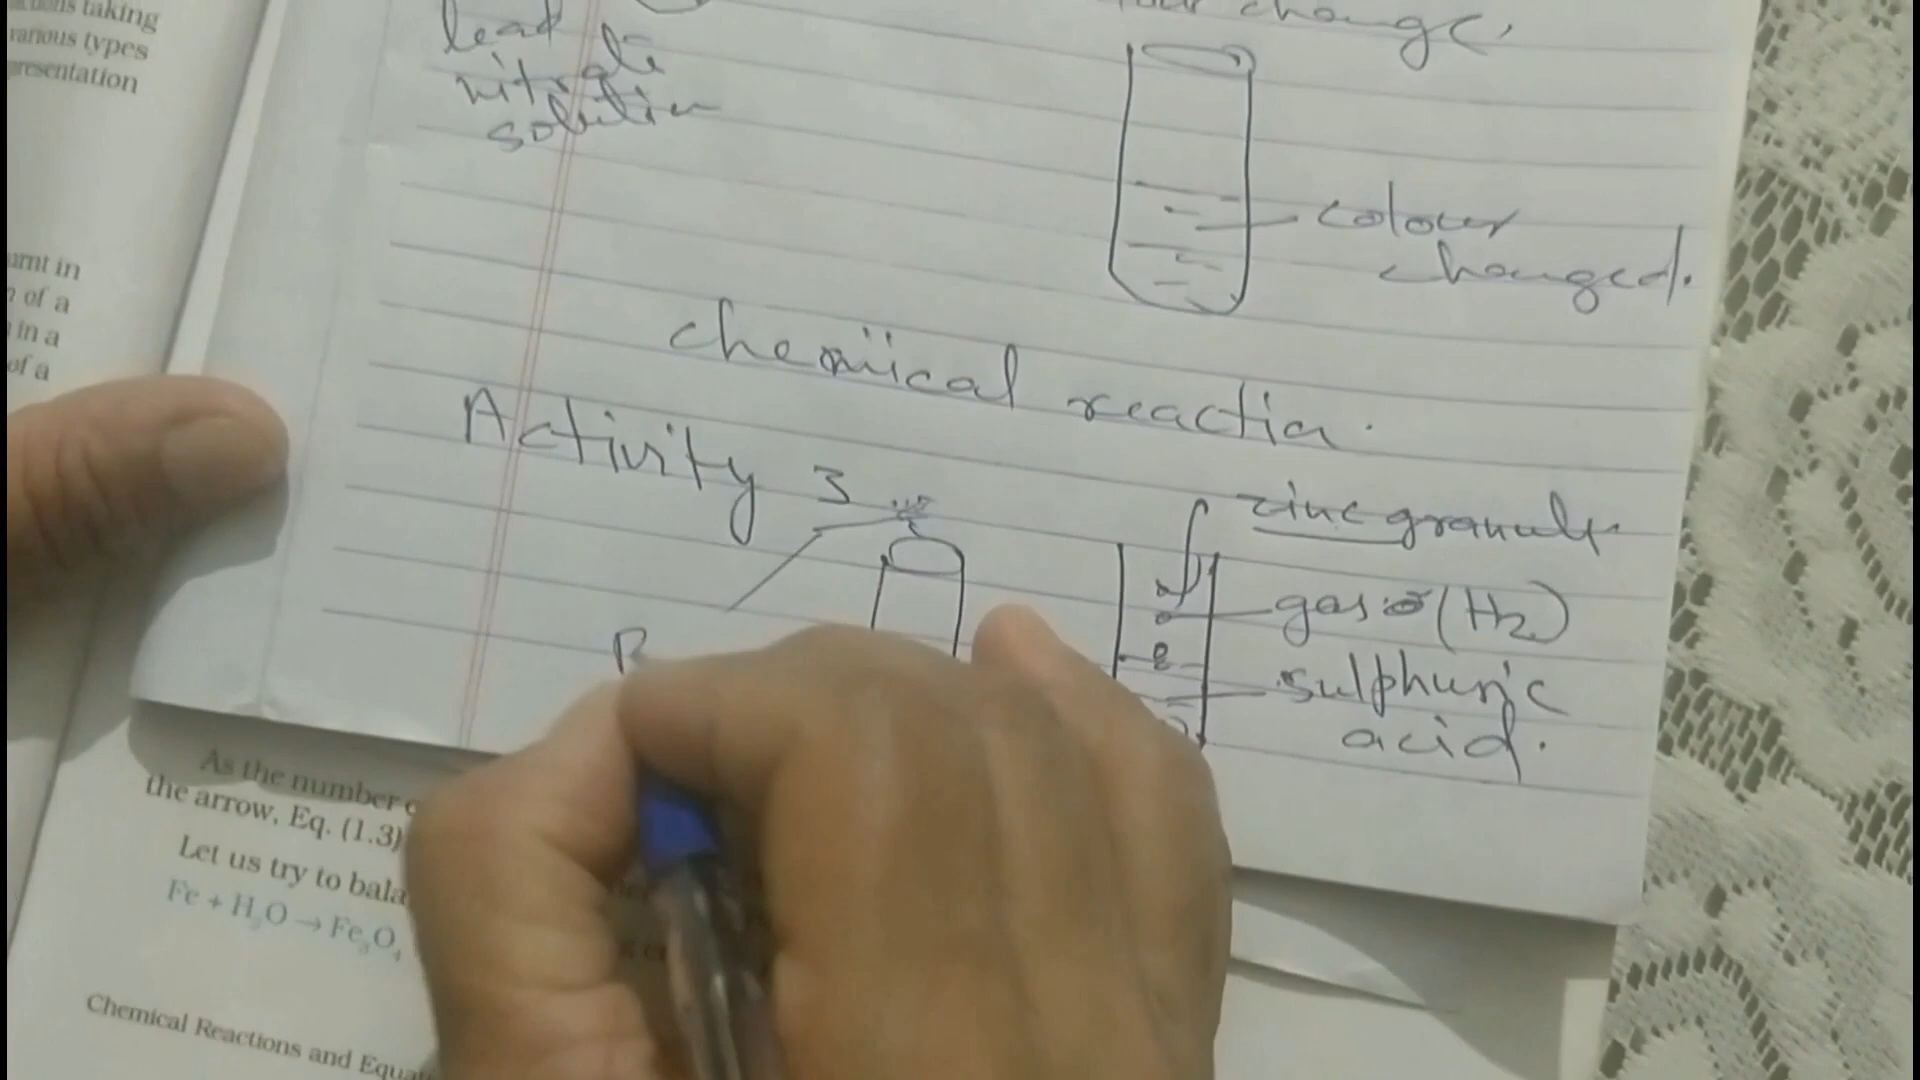 taking
various types
presentation
lead
nitrate
solution
change.
colour
changed.
urnt in
of a
in a
of a
chemical reaction.
Activity 3
zinc granules
gas (H2)
sulphuric
acid.
As the number
the arrow, Eq. (1.3)
Let us try to bala
Fe + H₂O → Fe₃O₄
Chemical Reactions and Equat